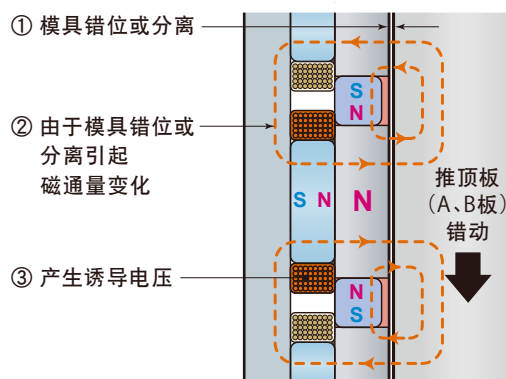 ① 模具错位或分离
② 由于模具错位或
分离引起
磁通量变化
③ 产生诱导电压
S
N
S N
N
N
S
推顶板
（A、B板）
错动